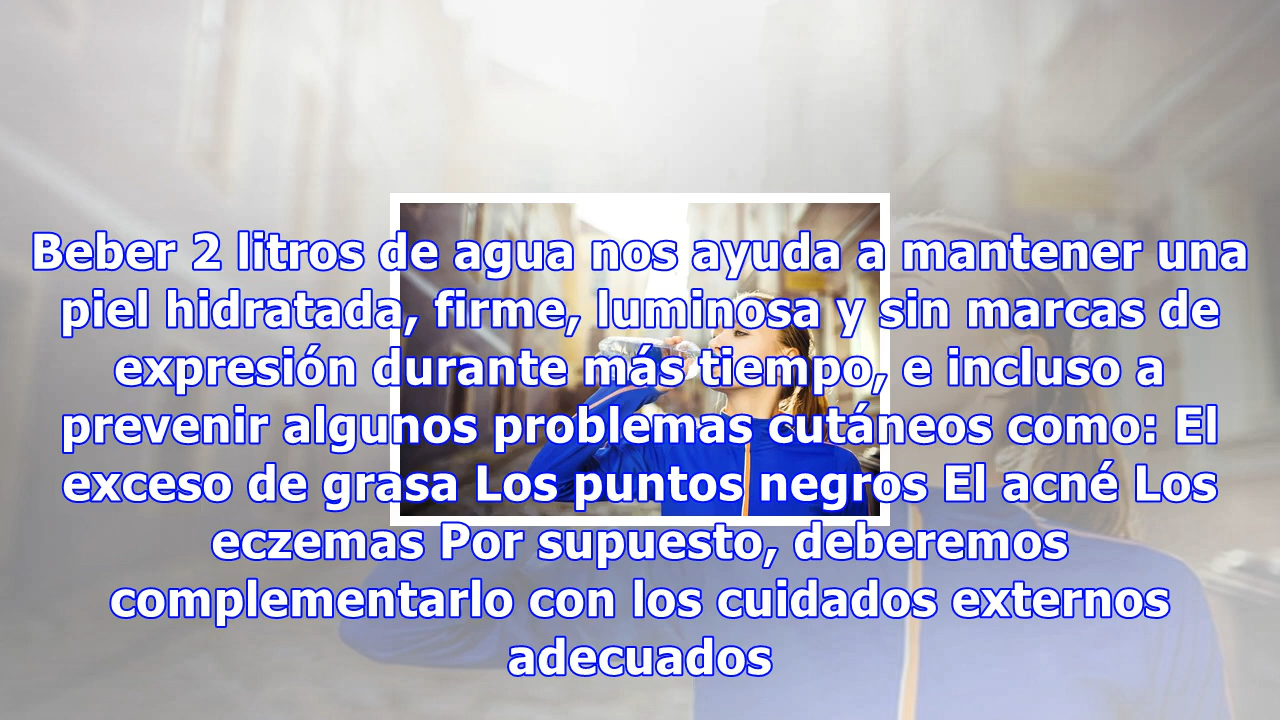 Beber 2 litros de agua nos ayuda a mantener una
piel hidratada, firme, luminosa y sin marcas de
expresión durante más tiempo, e incluso a
prevenir algunos problemas cutáneos como: El
exceso de grasa Los puntos negros El acné Los
eczemas Por supuesto, deberemos
complementarlo con los cuidados externos
adecuados